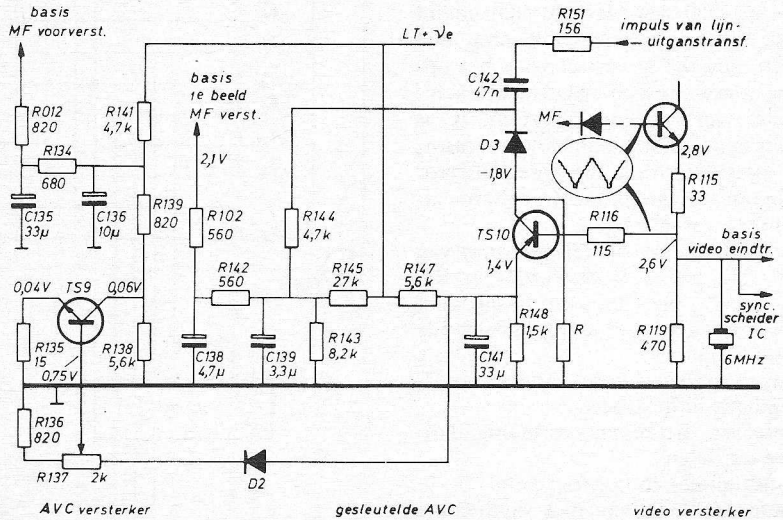 basis
MF voorverst.
LT+ Ve
R151
156
impuls van lijn-
uitganstransf.
basis
1e beeld
MF verst.
C142
47n
R012
820
R141
4,7k
MF
D3
2,8V
2,1V
R134
680
-1,8V
R115
33
C135
33µ
C136
10µ
R139
820
R102
560
R144
4,7k
TS10
R116
115
basis
video eindtr.
2,6V
1,4V
0,04V
TS9
0,06V
R142
560
R145
27k
R147
5,6k
sync.
scheider
IC
R135
15
R138
5,6k
0,75V
C138
4,7µ
C139
3,3µ
R143
8,2k
C141
33µ
R148
1,5k
R
R119
470
6MHz
R136
820
R137
2k
D2
AVC versterker
gesleutelde AVC
video versterker